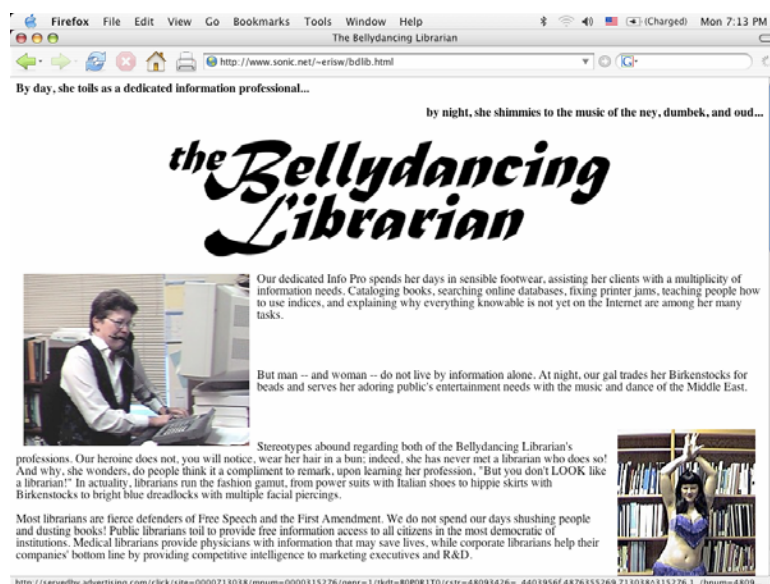 Firefox File Edit View Go Bookmarks Tools Window Help (Charged) Mon 7:13 PM
The Bellydancing Librarian
http://www.sonic.net/~erisw/bdlib.html
By day, she toils as a dedicated information professional...
by night, she shimmies to the music of the ney, dumbek, and oud...
the Bellydancing
Librarian
Our dedicated Info Pro spends her days in sensible footwear, assisting her clients with a multiplicity of
information needs. Cataloging books, searching online databases, fixing printer jams, teaching people how
to use indices, and explaining why everything knowable is not yet on the Internet are among her many
tasks.
But man -- and woman -- do not live by information alone. At night, our gal trades her Birkenstocks for
beads and serves her adoring public's entertainment needs with the music and dance of the Middle East.
Stereotypes abound regarding both of the Bellydancing Librarian's
professions. Our heroine does not, you will notice, wear her hair in a bun; indeed, she has never met a librarian who does so!
And why, she wonders, do people think it a compliment to remark, upon learning her profession, "But you don't LOOK like
a librarian!" In actuality, librarians run the fashion gamut, from power suits with Italian shoes to hippie skirts with
Birkenstocks to bright blue dreadlocks with multiple facial piercings.
Most librarians are fierce defenders of Free Speech and the First Amendment. We do not spend our days shushing people
and dusting books! Public librarians toil to provide free information access to all citizens in the most democratic of
institutions. Medical librarians provide physicians with information that may save lives, while corporate librarians help their
companies' bottom line by providing competitive intelligence to marketing executives and R&D.